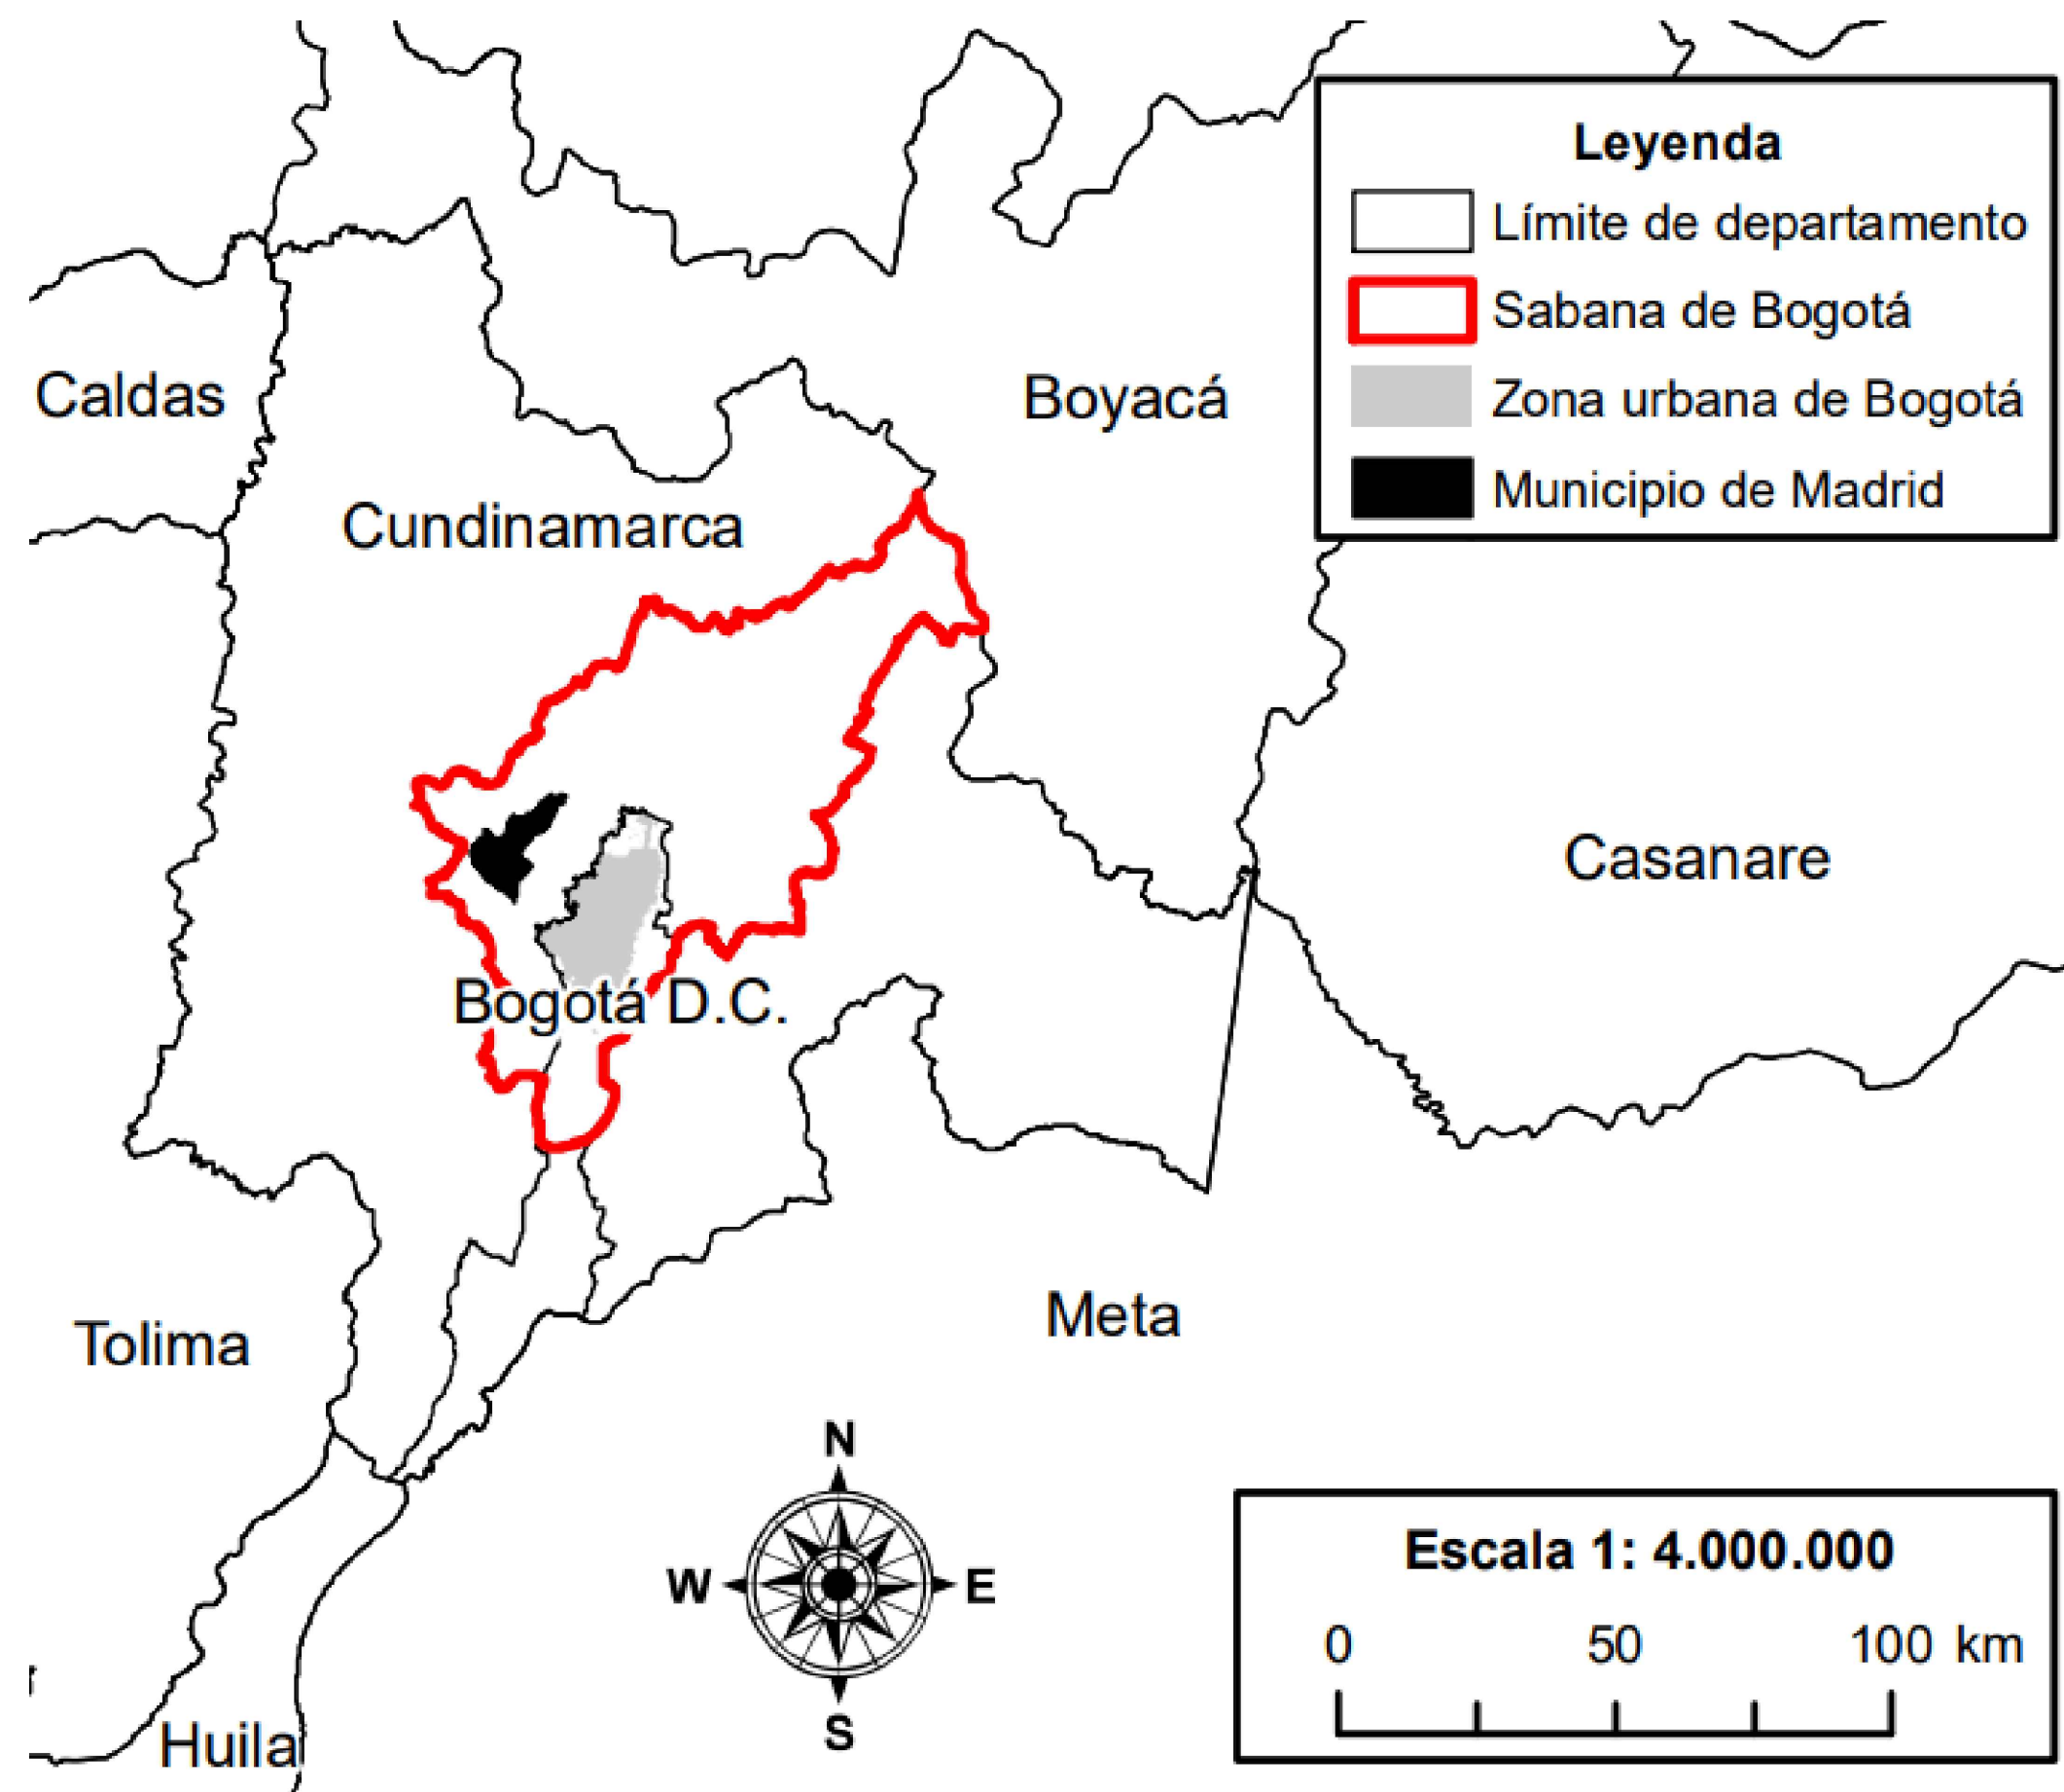 Leyenda
Límite de departamento
Sabana de Bogotá
Zona urbana de Bogotá
Municipio de Madrid
Caldas
Boyacá
Cundinamarca
Casanare
Bogotá D.C.
Meta
Tolima
Huila
N
W
E
S
Escala 1: 4.000.000
0 50 100 km